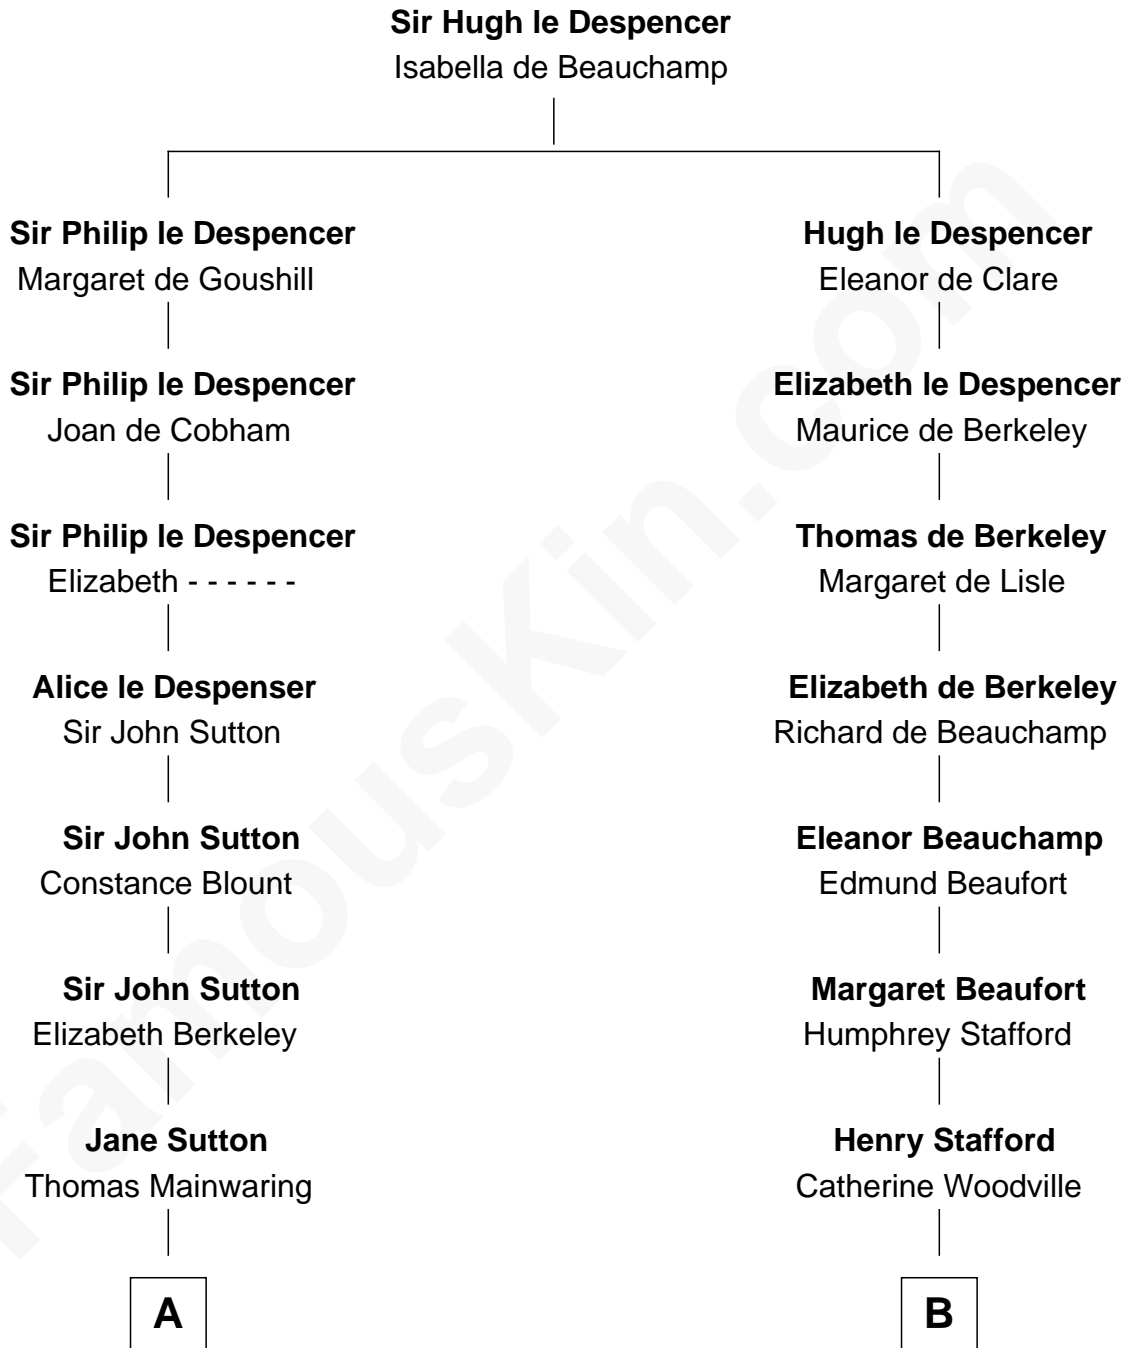 Sir Hugh le Despencer
Isabella de Beauchamp
Sir Philip le Despencer
Margaret de Goushill
Hugh le Despencer
Eleanor de Clare
Sir Philip le Despencer
Joan de Cobham
Elizabeth le Despencer
Maurice de Berkeley
Sir Philip le Despencer
Elizabeth - - - - - -
Thomas de Berkeley
Margaret de Lisle
Alice le Despenser
Sir John Sutton
Elizabeth de Berkeley
Richard de Beauchamp
Sir John Sutton
Constance Blount
Eleanor Beauchamp
Edmund Beaufort
Sir John Sutton
Elizabeth Berkeley
Margaret Beaufort
Humphrey Stafford
Jane Sutton
Thomas Mainwaring
Henry Stafford
Catherine Woodville
A
B
FamousKin.com